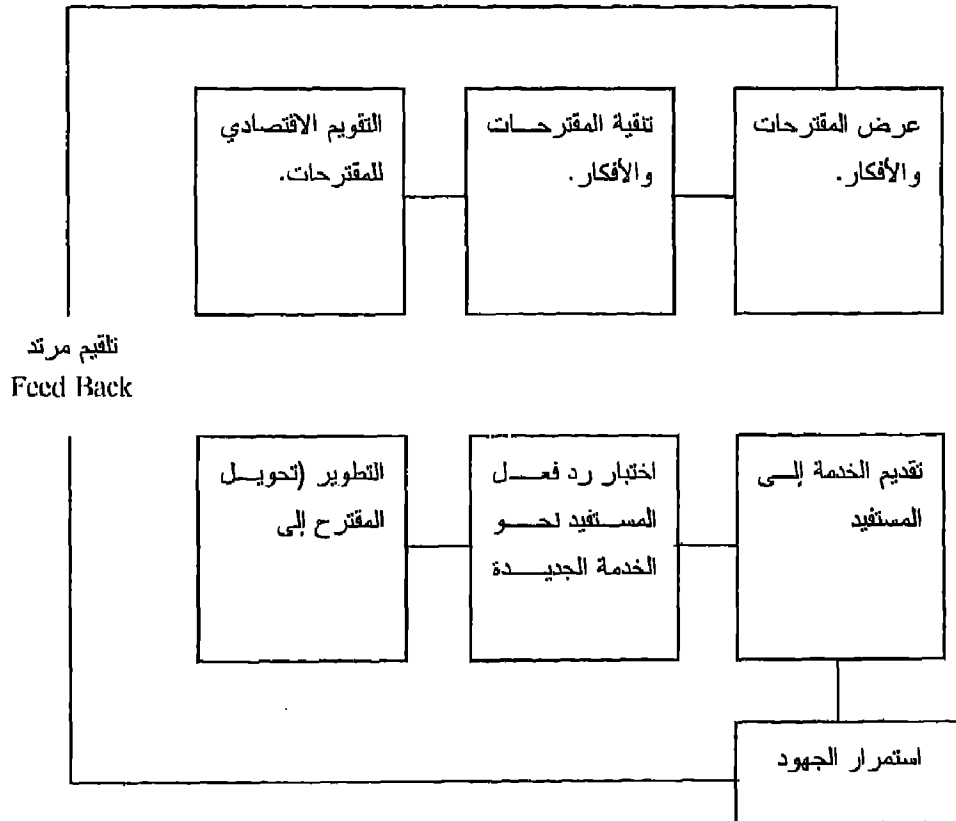 عرض المقترحات
والأفكار.
تنقية المقترحات
والأفكار.
التقويم الاقتصادي
للمقترحات.
تلقيم مرتد
Feed Back
تقديم الخدمة إلى
المستفيد
اختبار رد فعل
المستفيد نحو
الخدمة الجديدة
التطوير (تحويل
المقترح إلى
استمرار الجهود